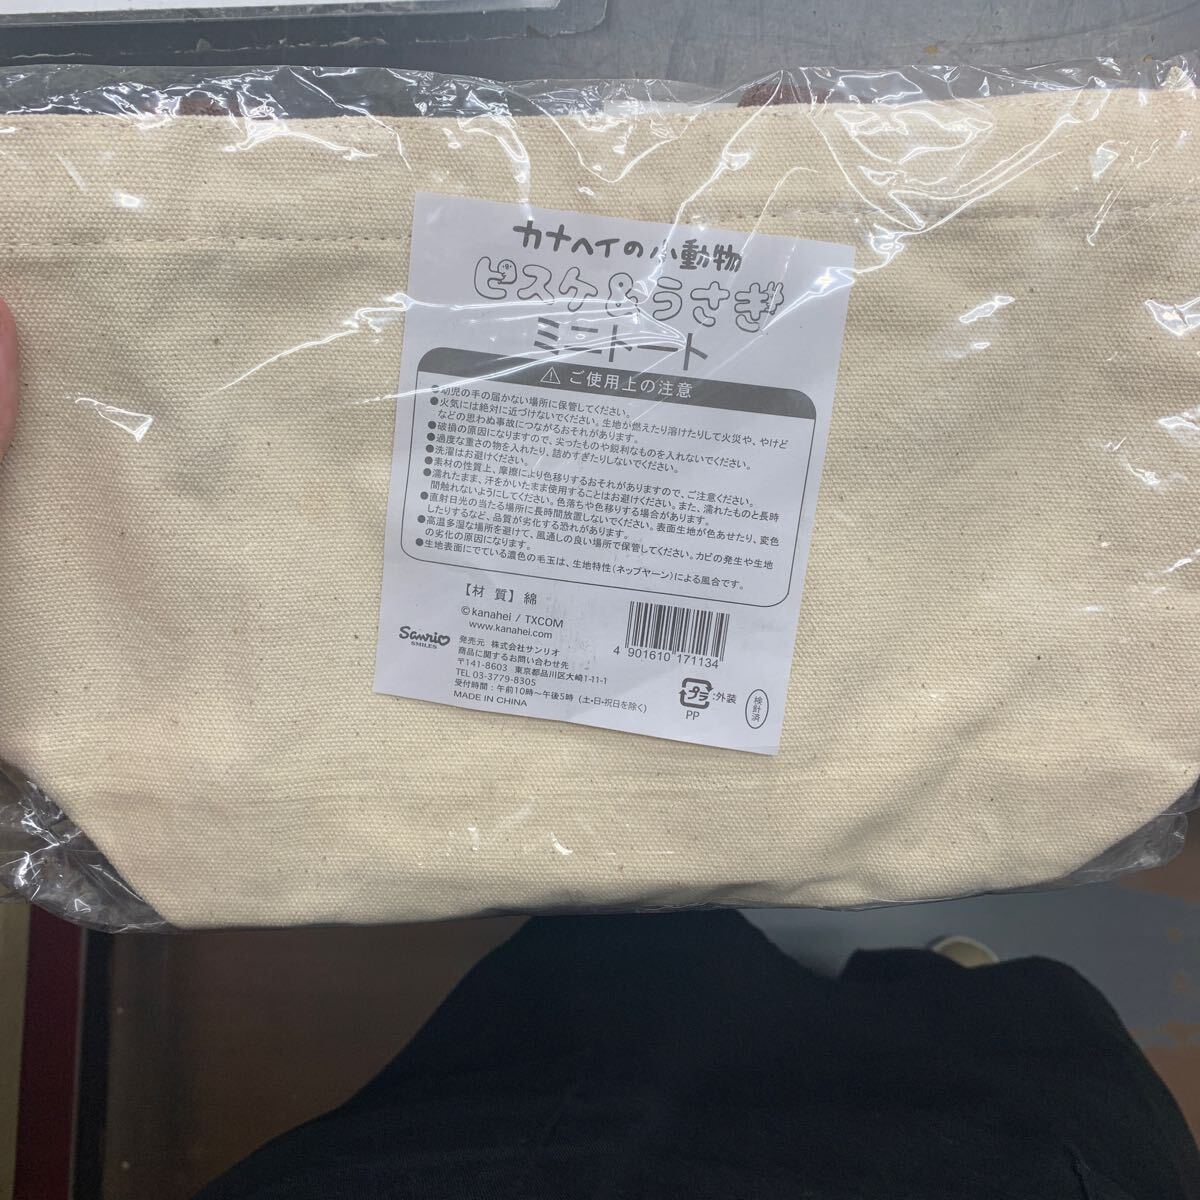 カナヘイの小動物
ピスケ&うさぎ
ミニトート
ご使用上の注意
●幼児の手の届かない場所に保管してください。
●火気には絶対に近づけないでください。生地が燃えたり溶けたりして火災や、やけど
などの思わぬ事故につながるおそれがあります。
●破損の原因になりますので、尖ったものや鋭利なものを入れないでください。
●過度な重さの物を入れたり、詰めすぎたりしないでください。
●洗濯はお避けください。
●素材の性質上、摩擦により色移りするおそれがありますので、ご注意ください。
●濡れたまま、汗をかいたまま使用することはお避けください。また、濡れたものと長時
間触れないようにしてください。色落ちや色移りする場合があります。
●直射日光の当たる場所に長時間放置しないでください。表面生地が色あせたり、変色
したりするなど、品質が劣化する恐れがあります。
●高温多湿な場所を避けて、風通しの良い場所で保管してください。カビの発生や生地
の劣化の原因になります。
●生地表面にでている濃色の毛玉は、生地特性(ネップヤーン)による風合です。
【材 質】 綿
©kanahei / TXCOM
www.kanahei.com
Sanrio
SMILES
発売元 株式会社サンリオ
商品に関するお問い合わせ先
〒141-8603 東京都品川区大崎1-11-1
TEL 03-3779-8305
受付時間:午前10時〜午後5時 (土・日・祝日を除く)
MADE IN CHINA
4 901610 171134
プラ :外装
PP
検針済